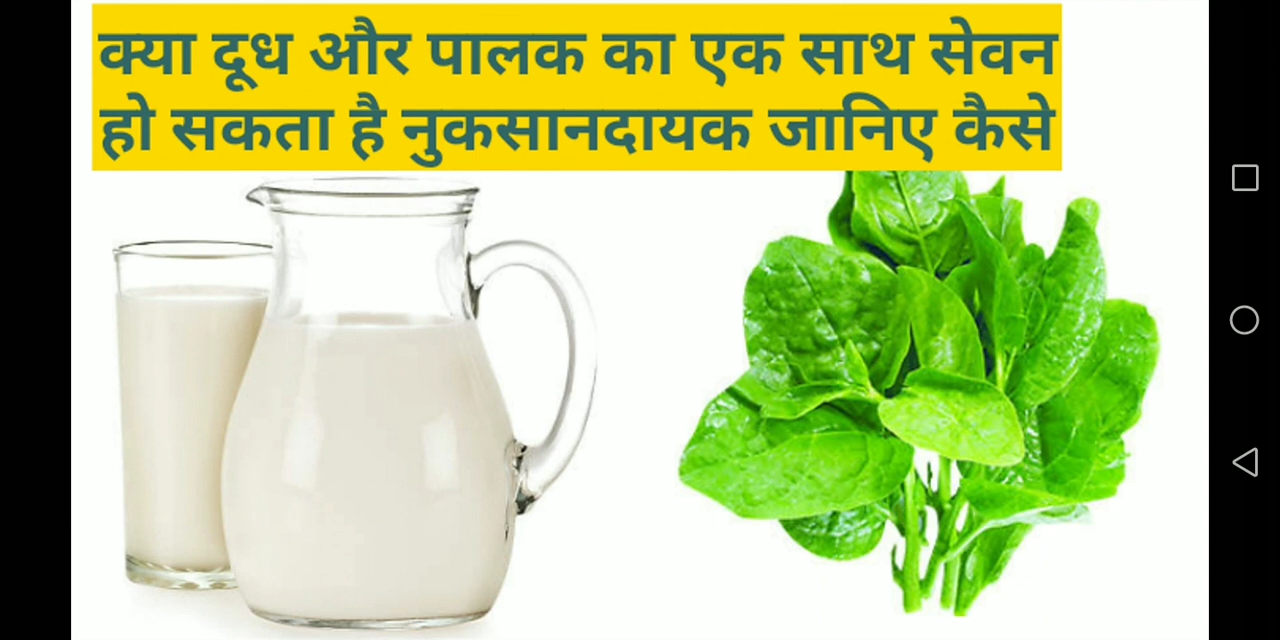 क्या दूध और पालक का एक साथ सेवन
हो सकता है नुकसानदायक जानिए कैसे